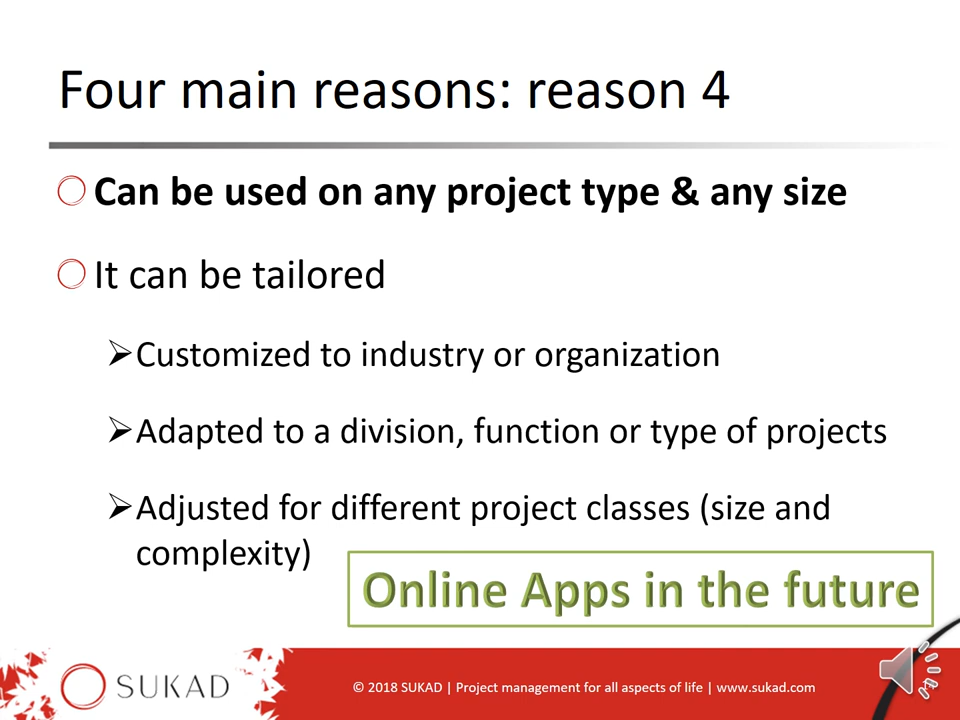 Four main reasons: reason 4
Can be used on any project type & any size
It can be tailored
Customized to industry or organization
Adapted to a division, function or type of projects
Adjusted for different project classes (size and
complexity)
Online Apps in the future
SUKAD
© 2018 SUKAD | Project management for all aspects of life | www.sukad.com